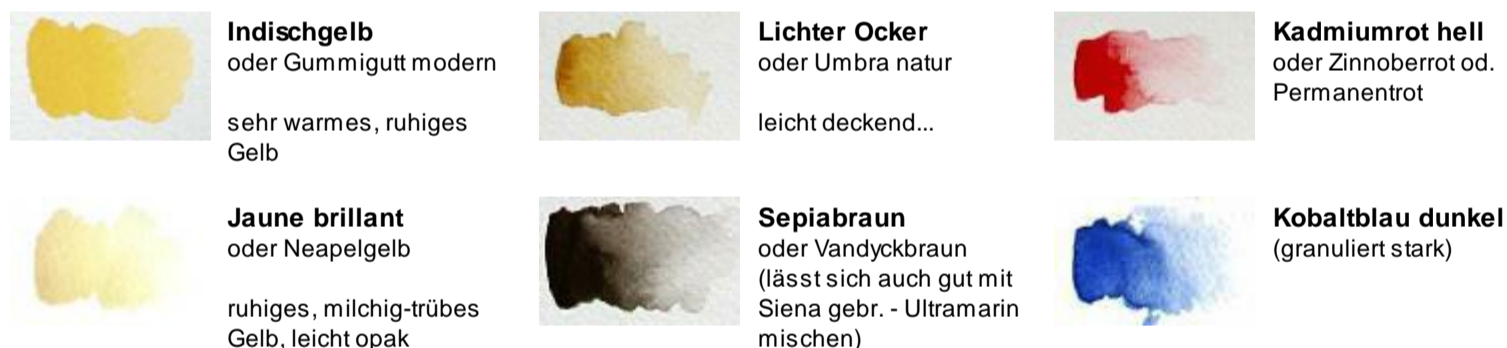 Indischgelb
oder Gummigutt modern
sehr warmes, ruhiges
Gelb
Lichter Ocker
oder Umbra natur
leicht deckend...
Kadmiumrot hell
oder Zinnoberrot od.
Permanentrot
Jaune brillant
oder Neapelgelb
ruhiges, milchig-trübes
Gelb, leicht opak
Sepiabraun
oder Vandyckbraun
(lässt sich auch gut mit
Siena gebr. - Ultramarin
mischen)
Kobaltblau dunkel
(granuliert stark)